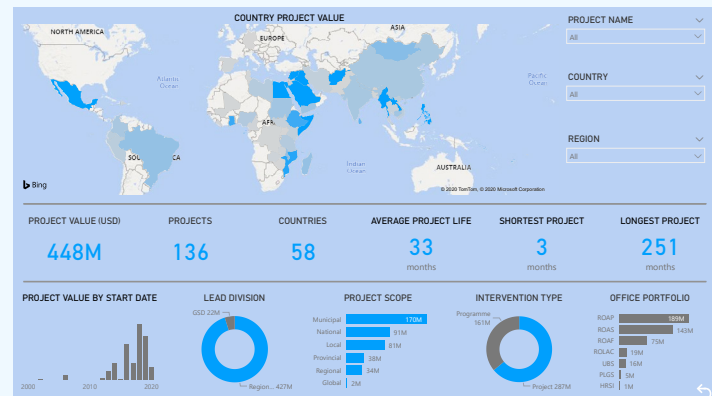 COUNTRY PROJECT VALUE
NORTH AMERICA
EUROPE
ASIA
Atlantic
Ocean
Pacific
Ocean
AFR
SOU
CA
Indian
Ocean
AUSTRALIA
Bing
© 2020 TomTom, © 2020 Microsoft Corporation
PROJECT NAME
All
COUNTRY
All
REGION
All
PROJECT VALUE (USD)
448M
PROJECTS
136
COUNTRIES
58
AVERAGE PROJECT LIFE
33
months
SHORTEST PROJECT
3
months
LONGEST PROJECT
251
months
PROJECT VALUE BY START DATE
2000 2010 2020
LEAD DIVISION
GSD 22M
Region... 427M
PROJECT SCOPE
Municipal 170M
National 91M
Local 81M
Provincial 38M
Regional 34M
Global 2M
INTERVENTION TYPE
Programme
161M
Project 287M
OFFICE PORTFOLIO
ROAP 189M
ROAS 143M
ROAF 75M
ROLAC 19M
UBS 16M
PLGS 5M
HRSI 1M